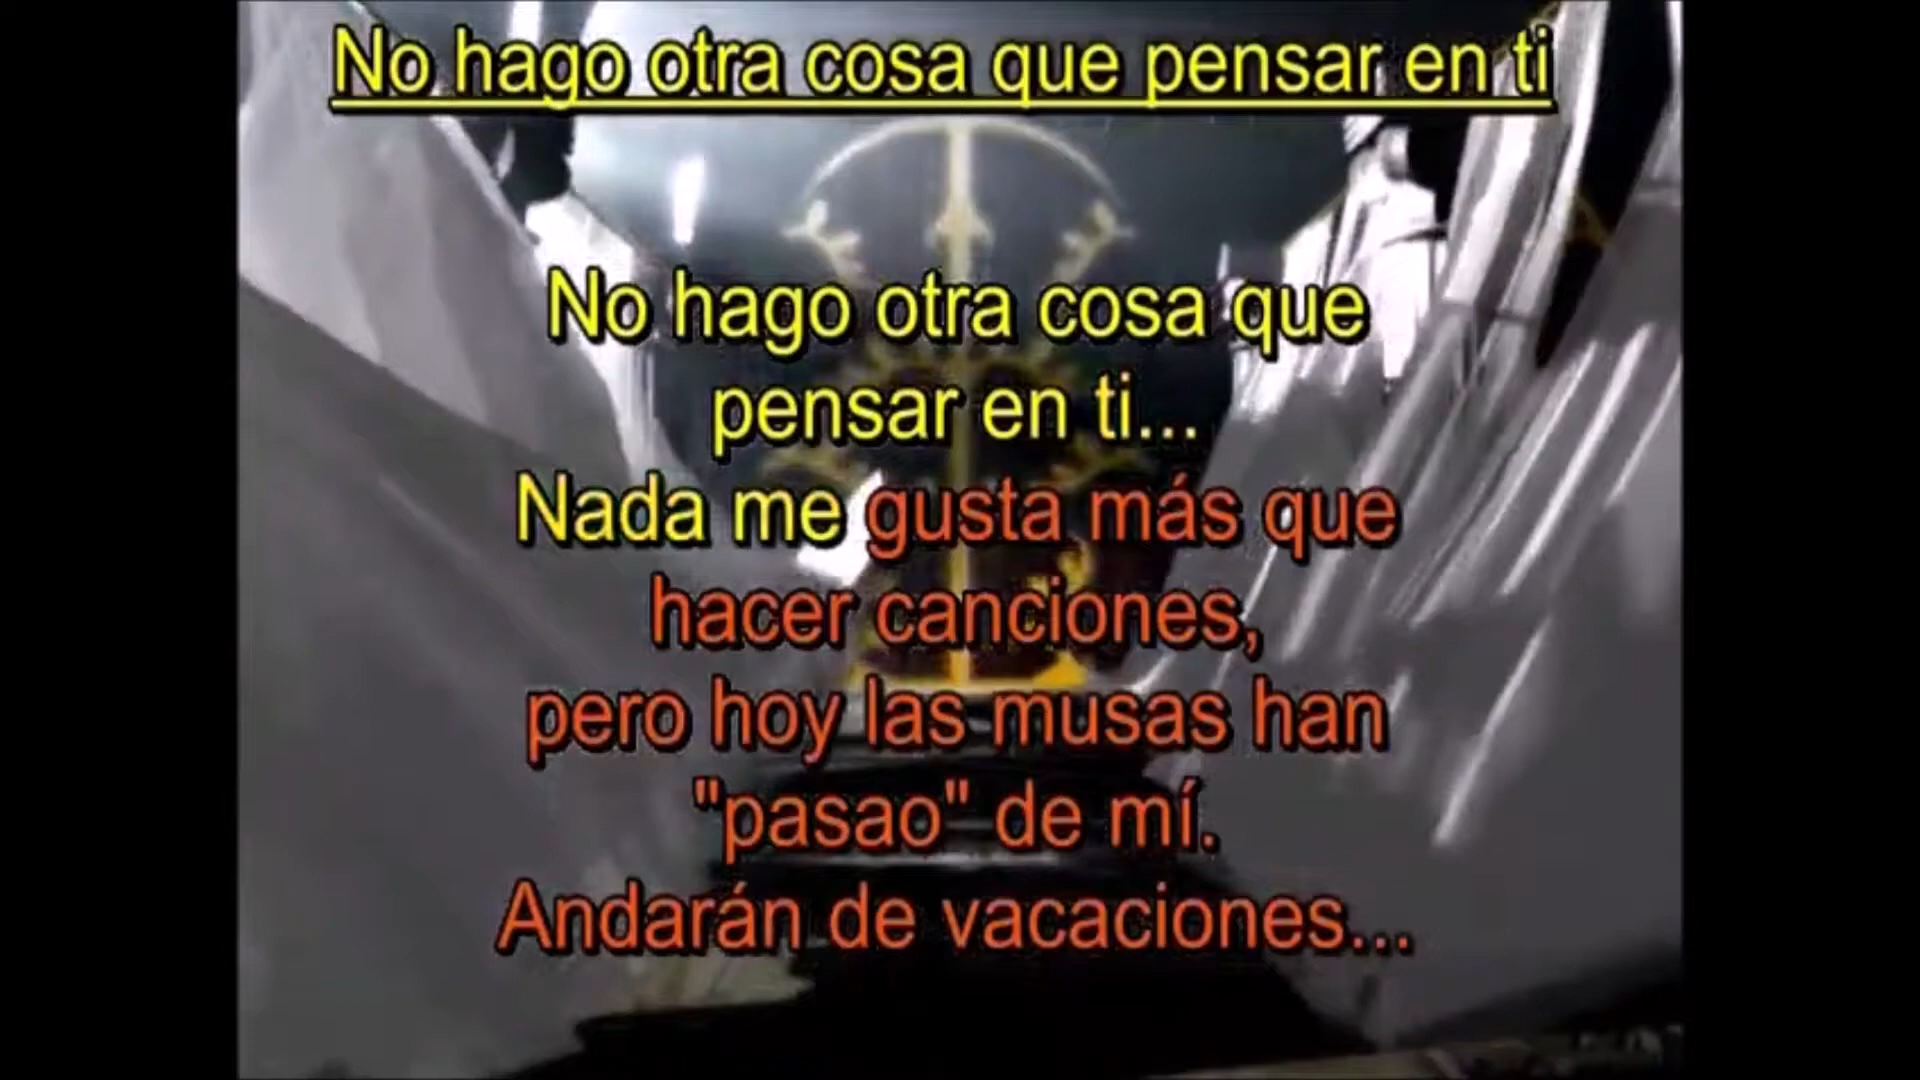 No hago otra cosa que pensar en ti
No hago otra cosa que
pensar en ti...
Nada me gusta más que
hacer canciones,
pero hoy las musas han
"pasao" de mí.
Andarán de vacaciones...